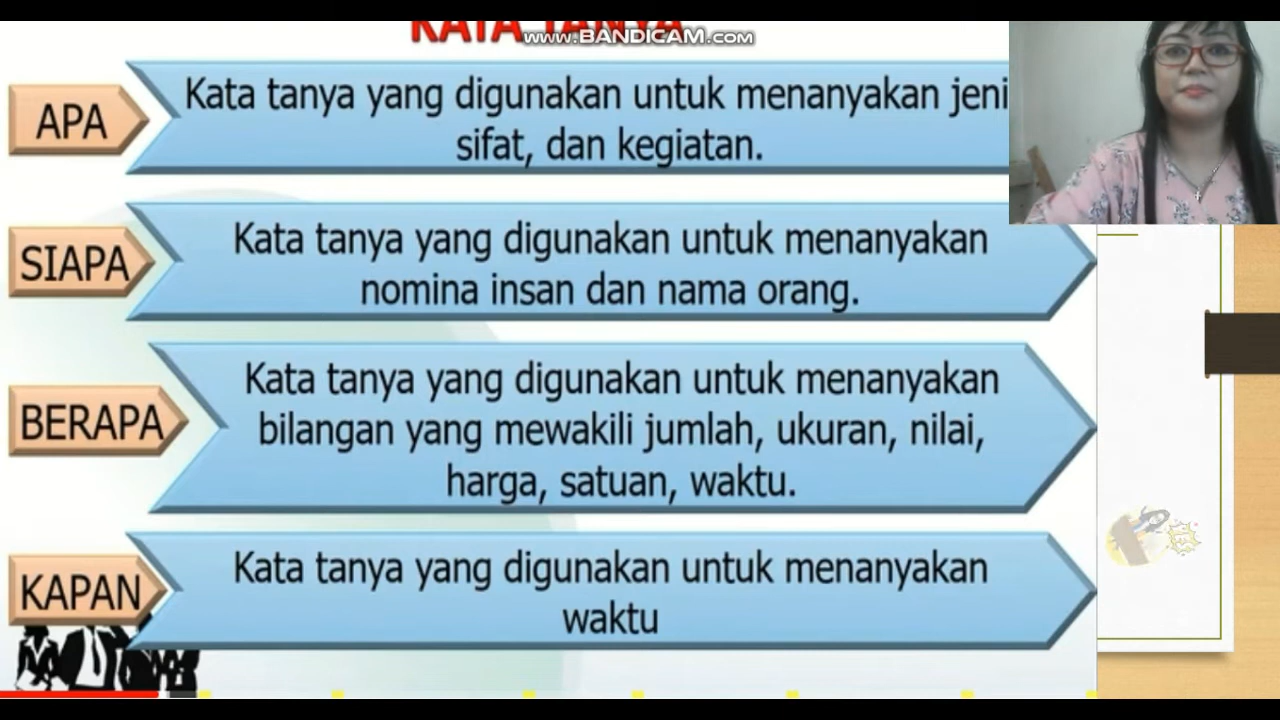 KATA TANYA
www.BANDICAM.com
APA
Kata tanya yang digunakan untuk menanyakan jeni
sifat, dan kegiatan.
SIAPA
Kata tanya yang digunakan untuk menanyakan
nomina insan dan nama orang.
BERAPA
Kata tanya yang digunakan untuk menanyakan
bilangan yang mewakili jumlah, ukuran, nilai,
harga, satuan, waktu.
KAPAN
Kata tanya yang digunakan untuk menanyakan
waktu